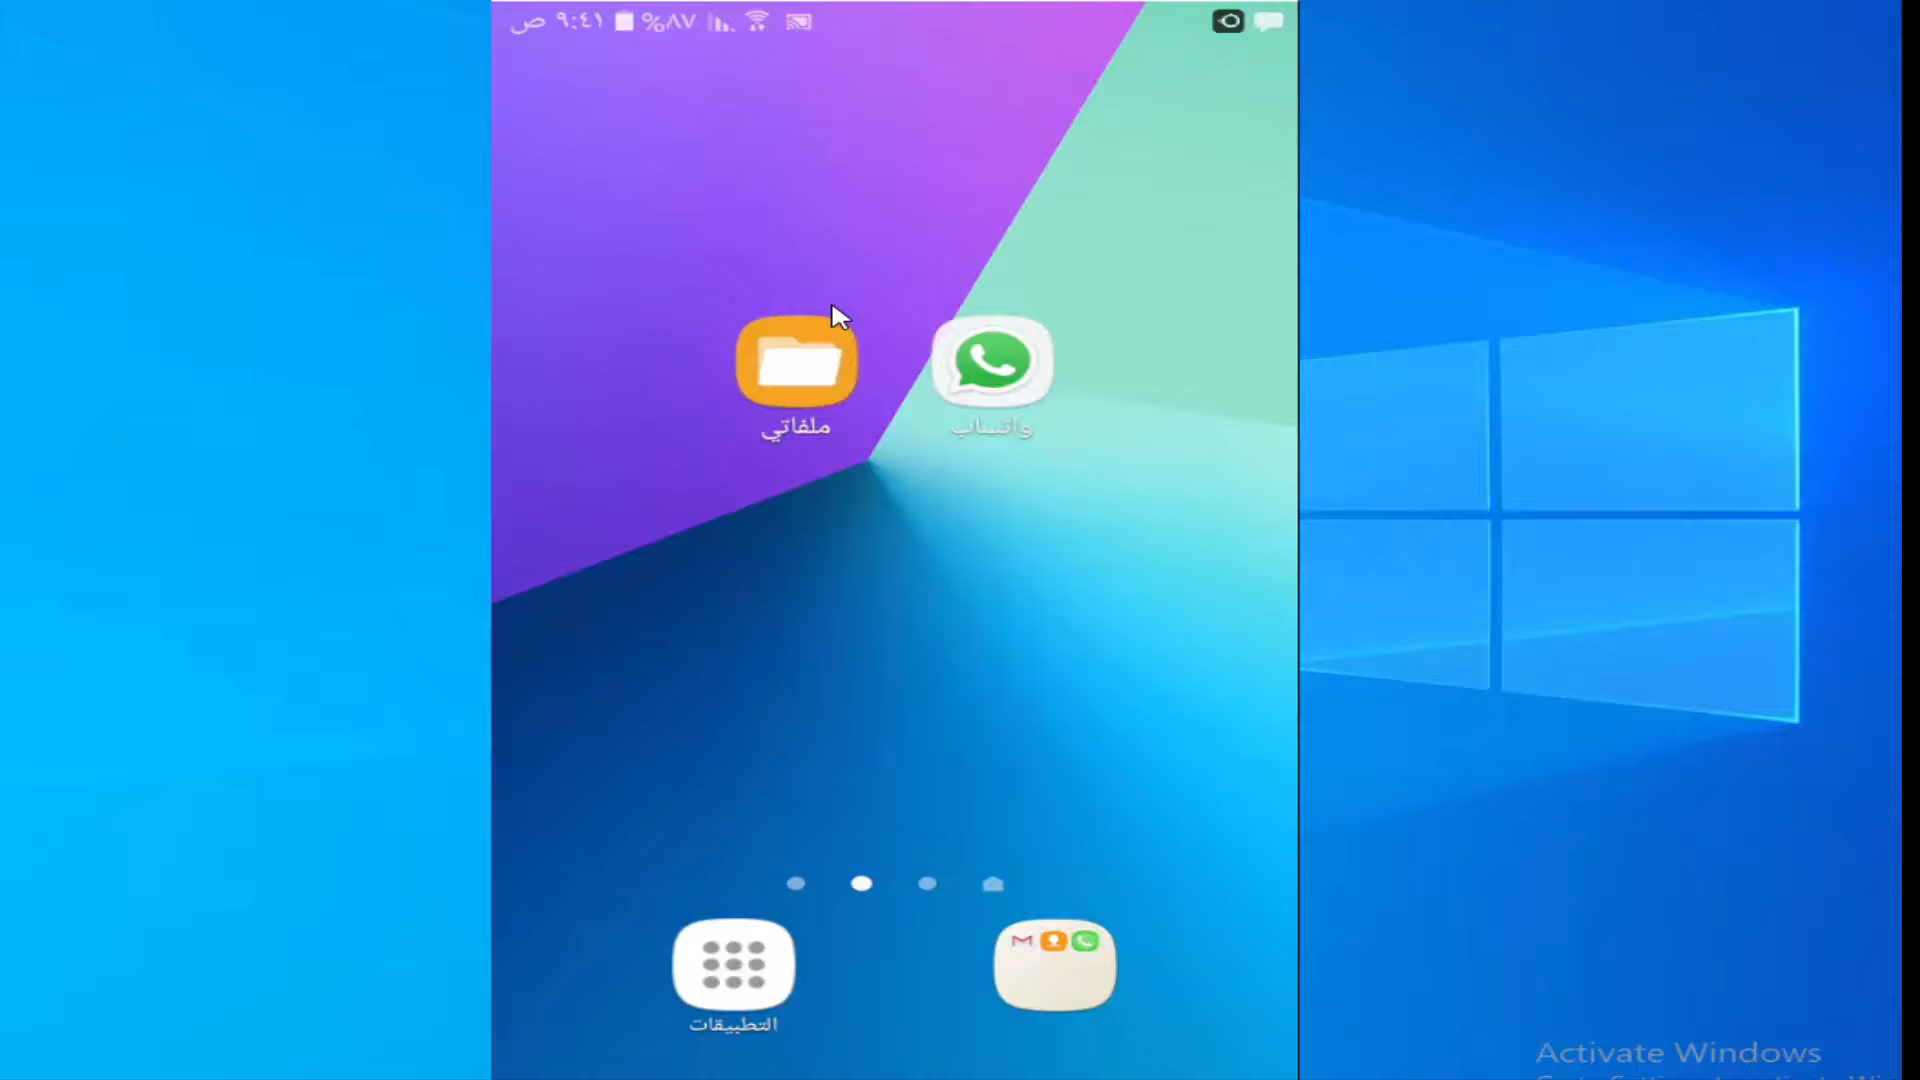 ٩:٤١ ص ٨٧%
ملفاتي
واتساب
التطبيقات
Activate Windows